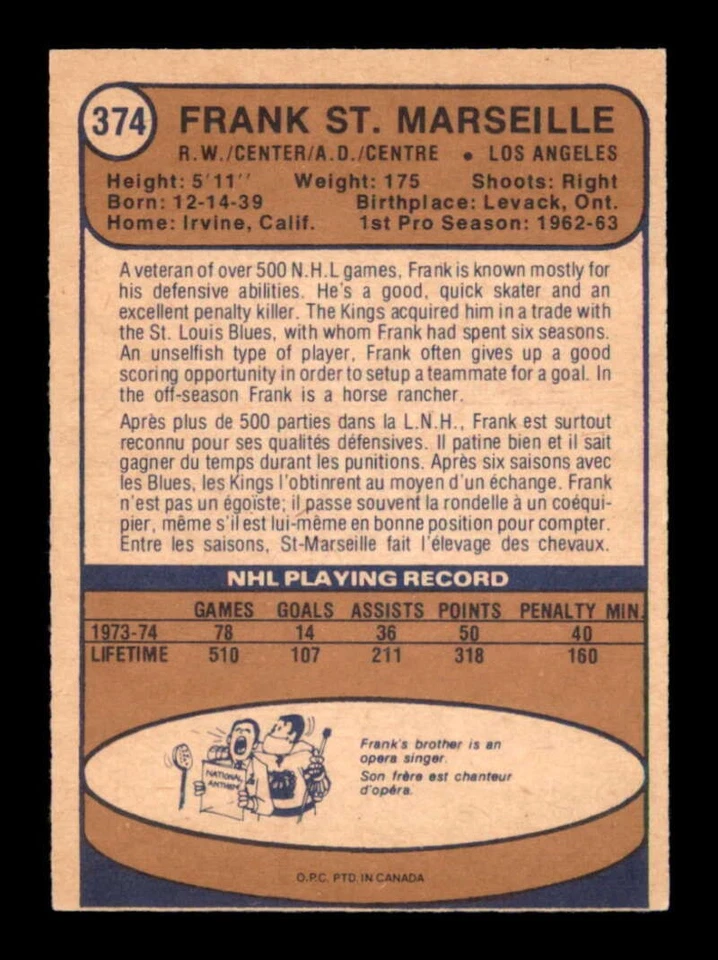 374 FRANK ST. MARSEILLE
R.W./CENTER/A.D./CENTRE • LOS ANGELES
Height: 5'11'' Weight: 175 Shoots: Right
Born: 12-14-39 Birthplace: Levack, Ont.
Home: Irvine, Calif. 1st Pro Season: 1962-63
A veteran of over 500 N.H.L games, Frank is known mostly for
his defensive abilities. He's a good, quick skater and an
excellent penalty killer. The Kings acquired him in a trade with
the St. Louis Blues, with whom Frank had spent six seasons.
An unselfish type of player, Frank often gives up a good
scoring opportunity in order to setup a teammate for a goal. In
the off-season Frank is a horse rancher.
Après plus de 500 parties dans la L.N.H., Frank est surtout
reconnu pour ses qualités défensives. Il patine bien et il sait
gagner du temps durant les punitions. Après six saisons avec
les Blues, les Kings l'obtinrent au moyen d'un échange. Frank
n'est pas un égoïste; il passe souvent la rondelle à un coéqui-
pier, même s'il est lui-même en bonne position pour compter.
Entre les saisons, St-Marseille fait l'élevage des chevaux.
NHL PLAYING RECORD
GAMES GOALS ASSISTS POINTS PENALTY MIN.
1973-74 78 14 36 50 40
LIFETIME 510 107 211 318 160
NATIONAL
ANTHEM
Frank's brother is an
opera singer.
Son frère est chanteur
d'opéra.
O.P.C. PTD. IN CANADA